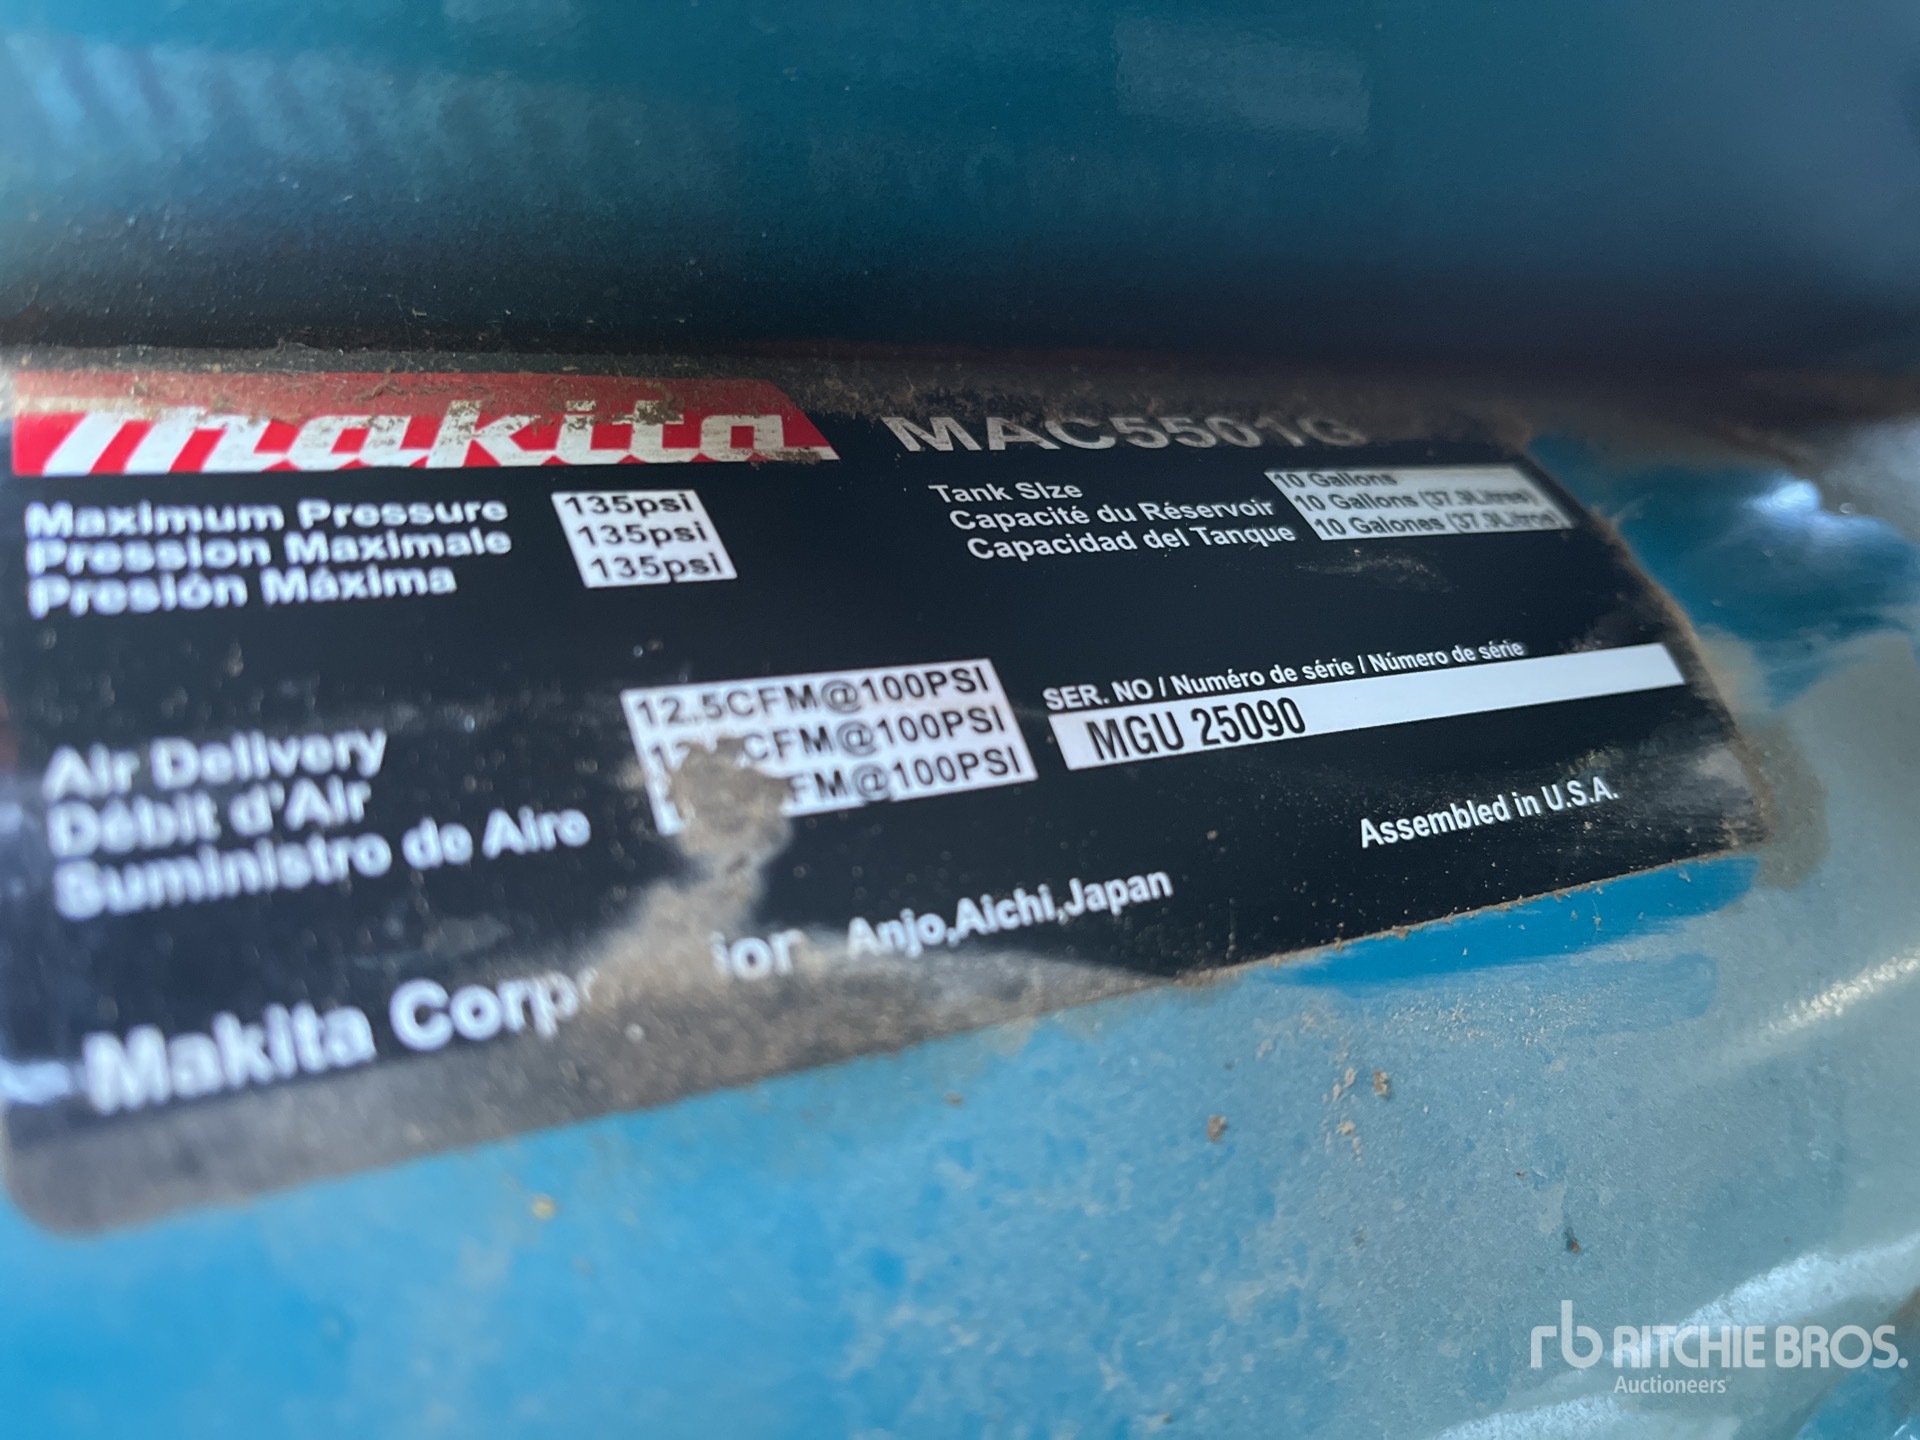 makita MAC5501G
Maximum Pressure 135psi
Pression Maximale 135psi
Presión Máxima 135psi
Tank SIze 10 Gallons
Capacité du Réservoir 10 Gallons (37.9Litres)
Capacidad del Tanque 10 Galones (37.9Litros)
Air Delivery 12.5CFM@100PSI
Débit d'Air CFM@100PSI
Suministro de Aire FM@100PSI
SER. NO / Numéro de série / Número de série
MGU 25090
Assembled in U.S.A.
Makita Anjo,Aichi,Japan
rb RITCHIE BROS.
Auctioneers